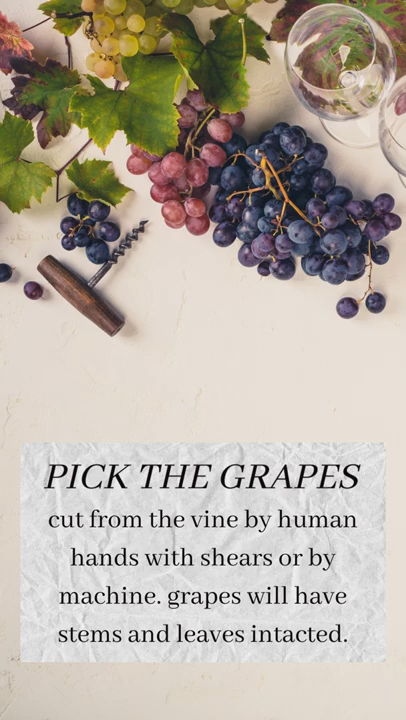 PICK THE GRAPES
cut from the vine by human
hands with shears or by
machine. grapes will have
stems and leaves intacted.